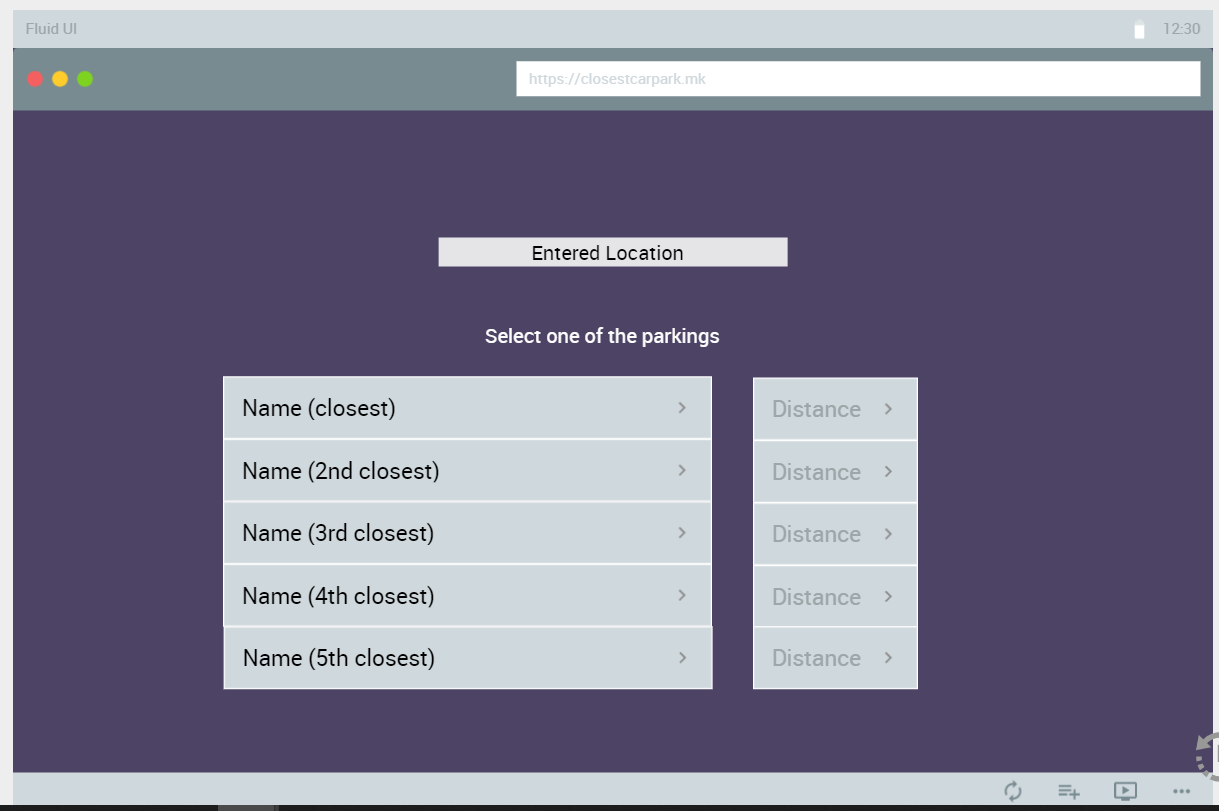 Fluid UI 12:30
https://closestcarpark.mk
Entered Location
Select one of the parkings
Name (closest) Distance
Name (2nd closest) Distance
Name (3rd closest) Distance
Name (4th closest) Distance
Name (5th closest) Distance